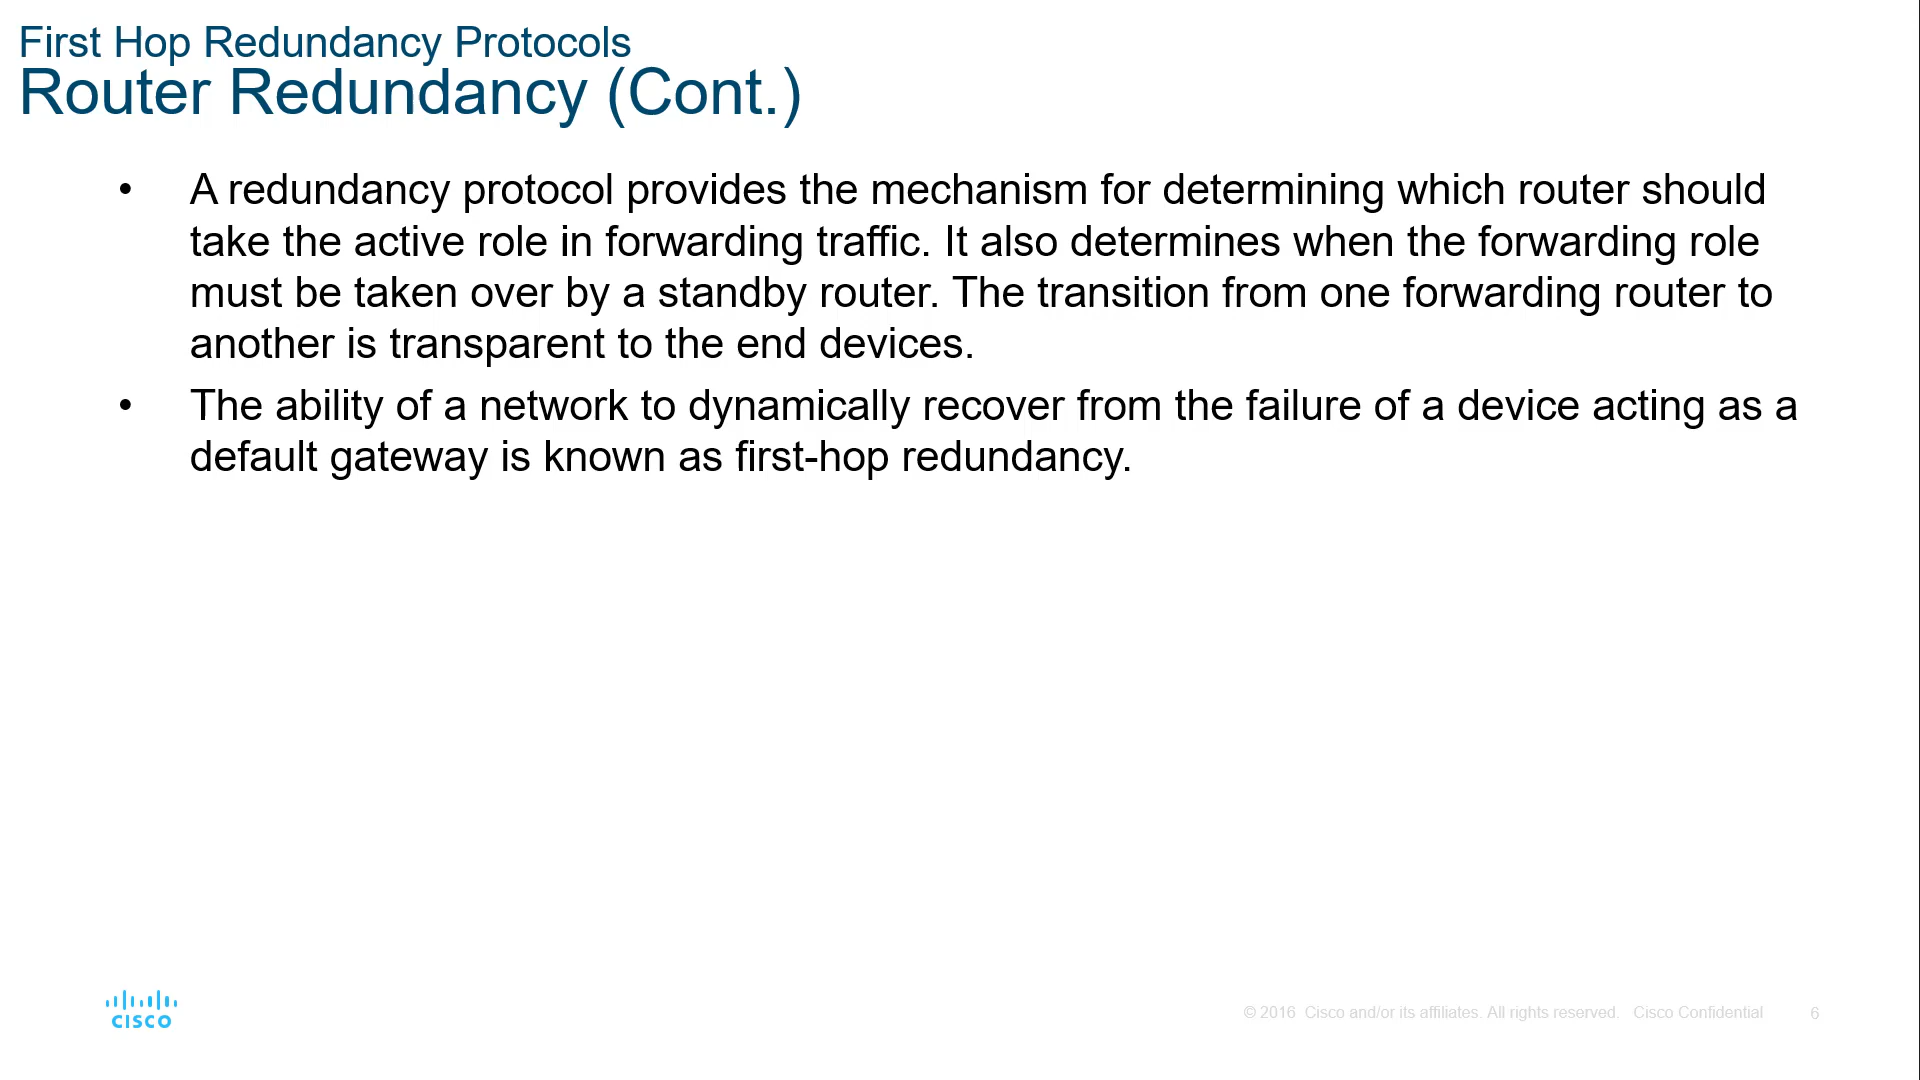 First Hop Redundancy Protocols
Router Redundancy (Cont.)
• A redundancy protocol provides the mechanism for determining which router should
take the active role in forwarding traffic. It also determines when the forwarding role
must be taken over by a standby router. The transition from one forwarding router to
another is transparent to the end devices.
• The ability of a network to dynamically recover from the failure of a device acting as a
default gateway is known as first-hop redundancy.
CISCO
© 2016 Cisco and/or its affiliates. All rights reserved. Cisco Confidential 6